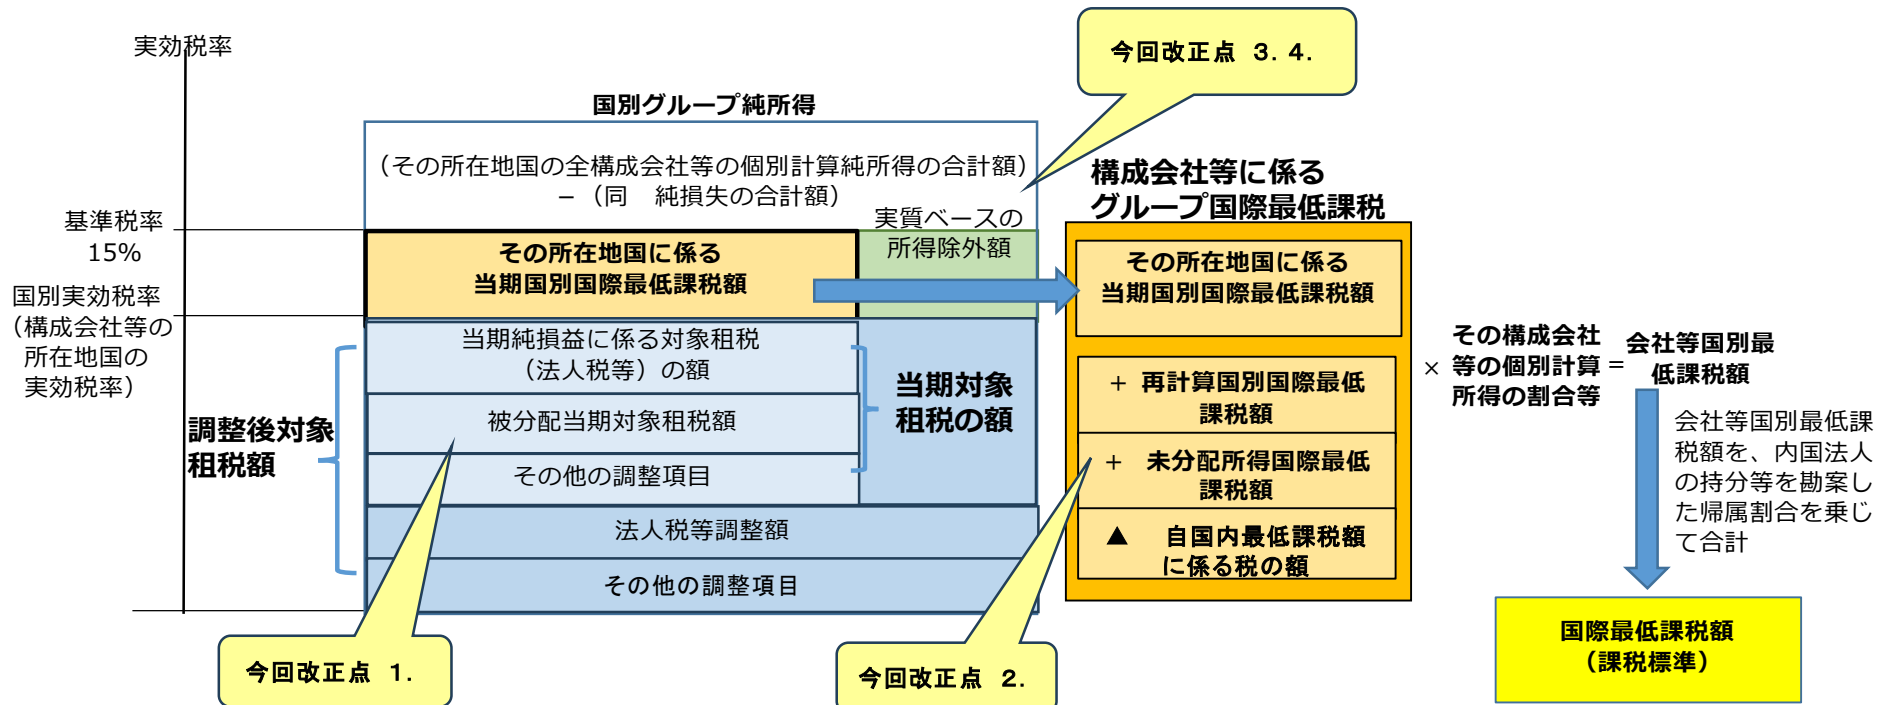 実効税率
今回改正点 3.4.
国別グループ純所得
（その所在地国の全構成会社等の個別計算純所得の合計額）
－（同　純損失の合計額）
基準税率
15%
実質ベースの
所得除外額
その所在地国に係る
当期国別国際最低課税額
国別実効税率
（構成会社等の
所在地国の
実効税率）
当期純損益に係る対象租税
（法人税等）の額
被分配当期対象租税額
その他の調整項目
当期対象
租税の額
調整後対象
租税額
法人税等調整額
その他の調整項目
今回改正点 1.
構成会社等に係る
グループ国際最低課税
その所在地国に係る
当期国別国際最低課税額
+ 再計算国別国際最低
課税額
+ 未分配所得国際最低
課税額
▲ 自国内最低課税額
に係る税の額
今回改正点 2.
×
その構成会社
等の個別計算
所得の割合等
=
会社等国別最
低課税額
会社等国別最低課
税額を、内国法人
の持分等を勘案し
た帰属割合を乗じ
て合計
国際最低課税額
（課税標準）